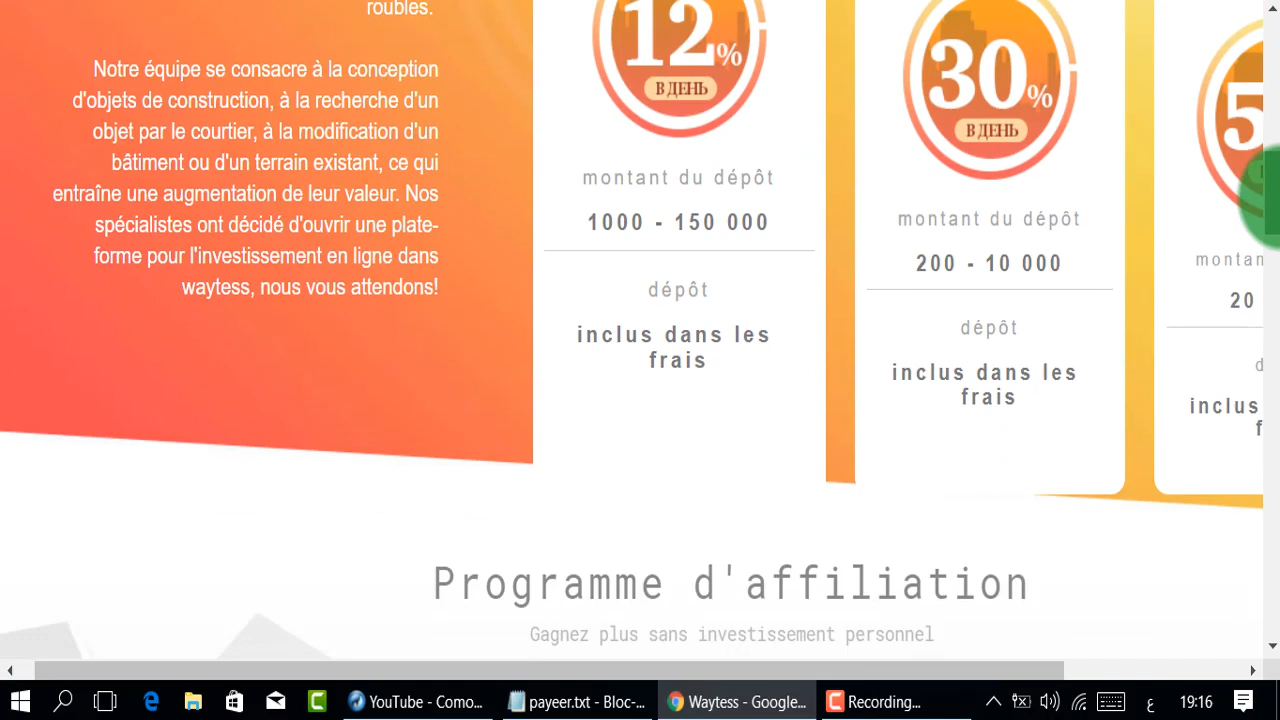 roubles.
Notre équipe se consacre à la conception
d'objets de construction, à la recherche d'un
objet par le courtier, à la modification d'un
bâtiment ou d'un terrain existant, ce qui
entraîne une augmentation de leur valeur. Nos
spécialistes ont décidé d'ouvrir une plate-
forme pour l'investissement en ligne dans
waytess, nous vous attendons!
12%
В ДЕНЬ
montant du dépôt
1000 - 150 000
dépôt
inclus dans les
frais
30%
В ДЕНЬ
montant du dépôt
200 - 10 000
dépôt
inclus dans les
frais
5
montan
20
d
inclus
f
Programme d'affiliation
Gagnez plus sans investissement personnel
YouTube - Como...
payeer.txt - Bloc-...
Waytess - Google...
Recording...
ع
19:16